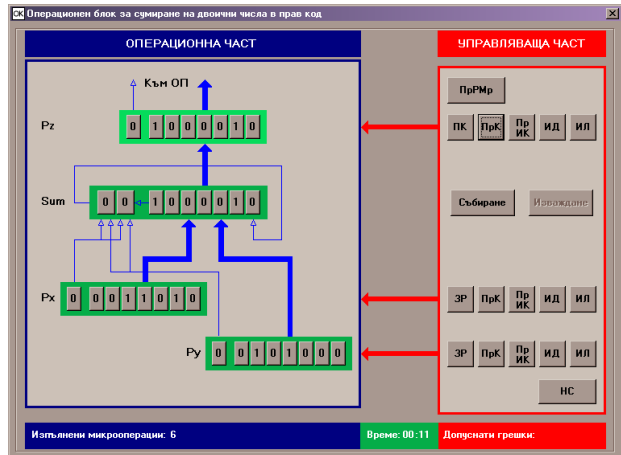 OK Операционен блок за сумиране на двоични числа в прав код
ОПЕРАЦИОННА ЧАСТ
УПРАВЛЯВАЩА ЧАСТ
Към ОП
ПрРМр
Pz 0 1 0 0 0 0 1 0
ПК ПрК Пр ИК ИД ИЛ
Sum 0 0 1 0 0 0 0 1 0
Събиране Изваждане
Px 0 0 0 1 1 0 1 0
ЗР ПрК Пр ИК ИД ИЛ
Py 0 0 1 0 1 0 0 0
ЗР ПрК Пр ИК ИД ИЛ
НС
Изпълнени микрооперации: 6
Време: 00:11
Допуснати грешки: